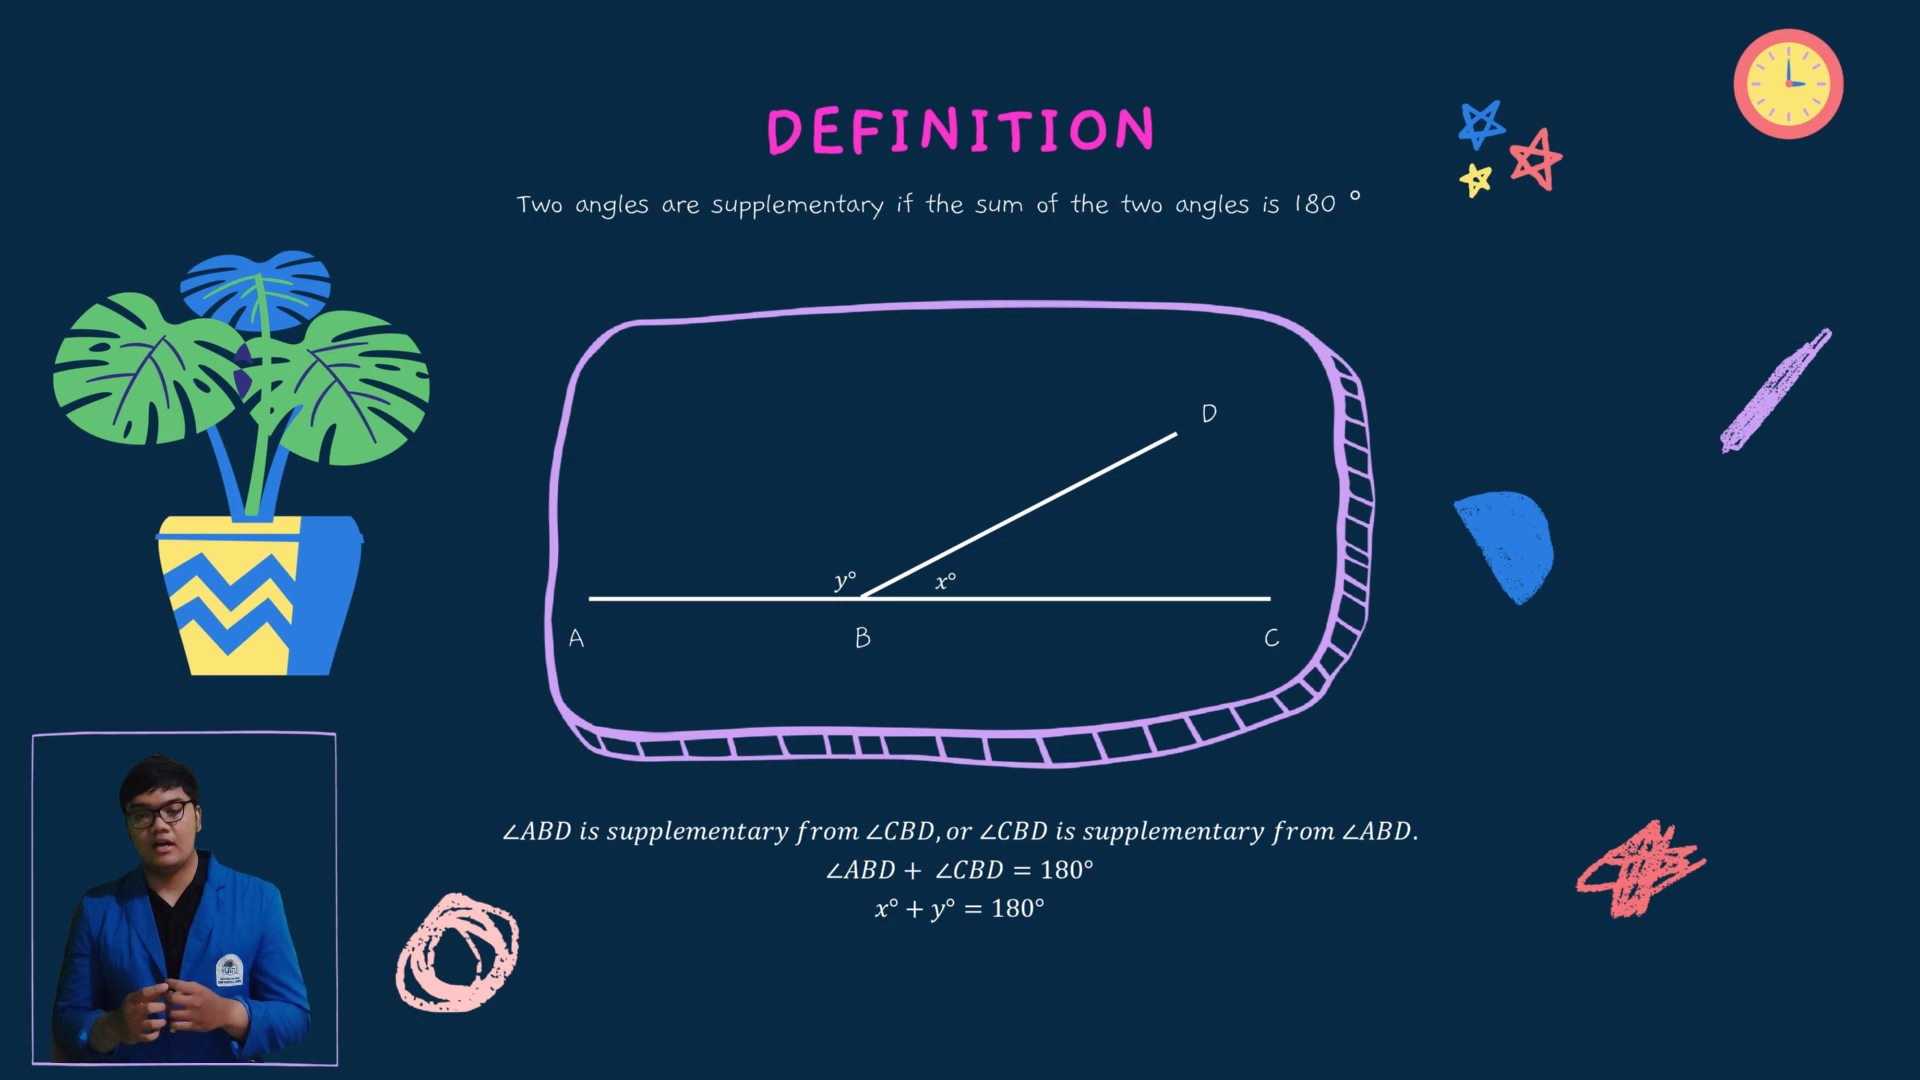 DEFINITION
Two angles are supplementary if the sum of the two angles is 180 °
D
y° x°
A B C
∠ABD is supplementary from ∠CBD, or ∠CBD is supplementary from ∠ABD.
∠ABD + ∠CBD = 180°
x° + y° = 180°